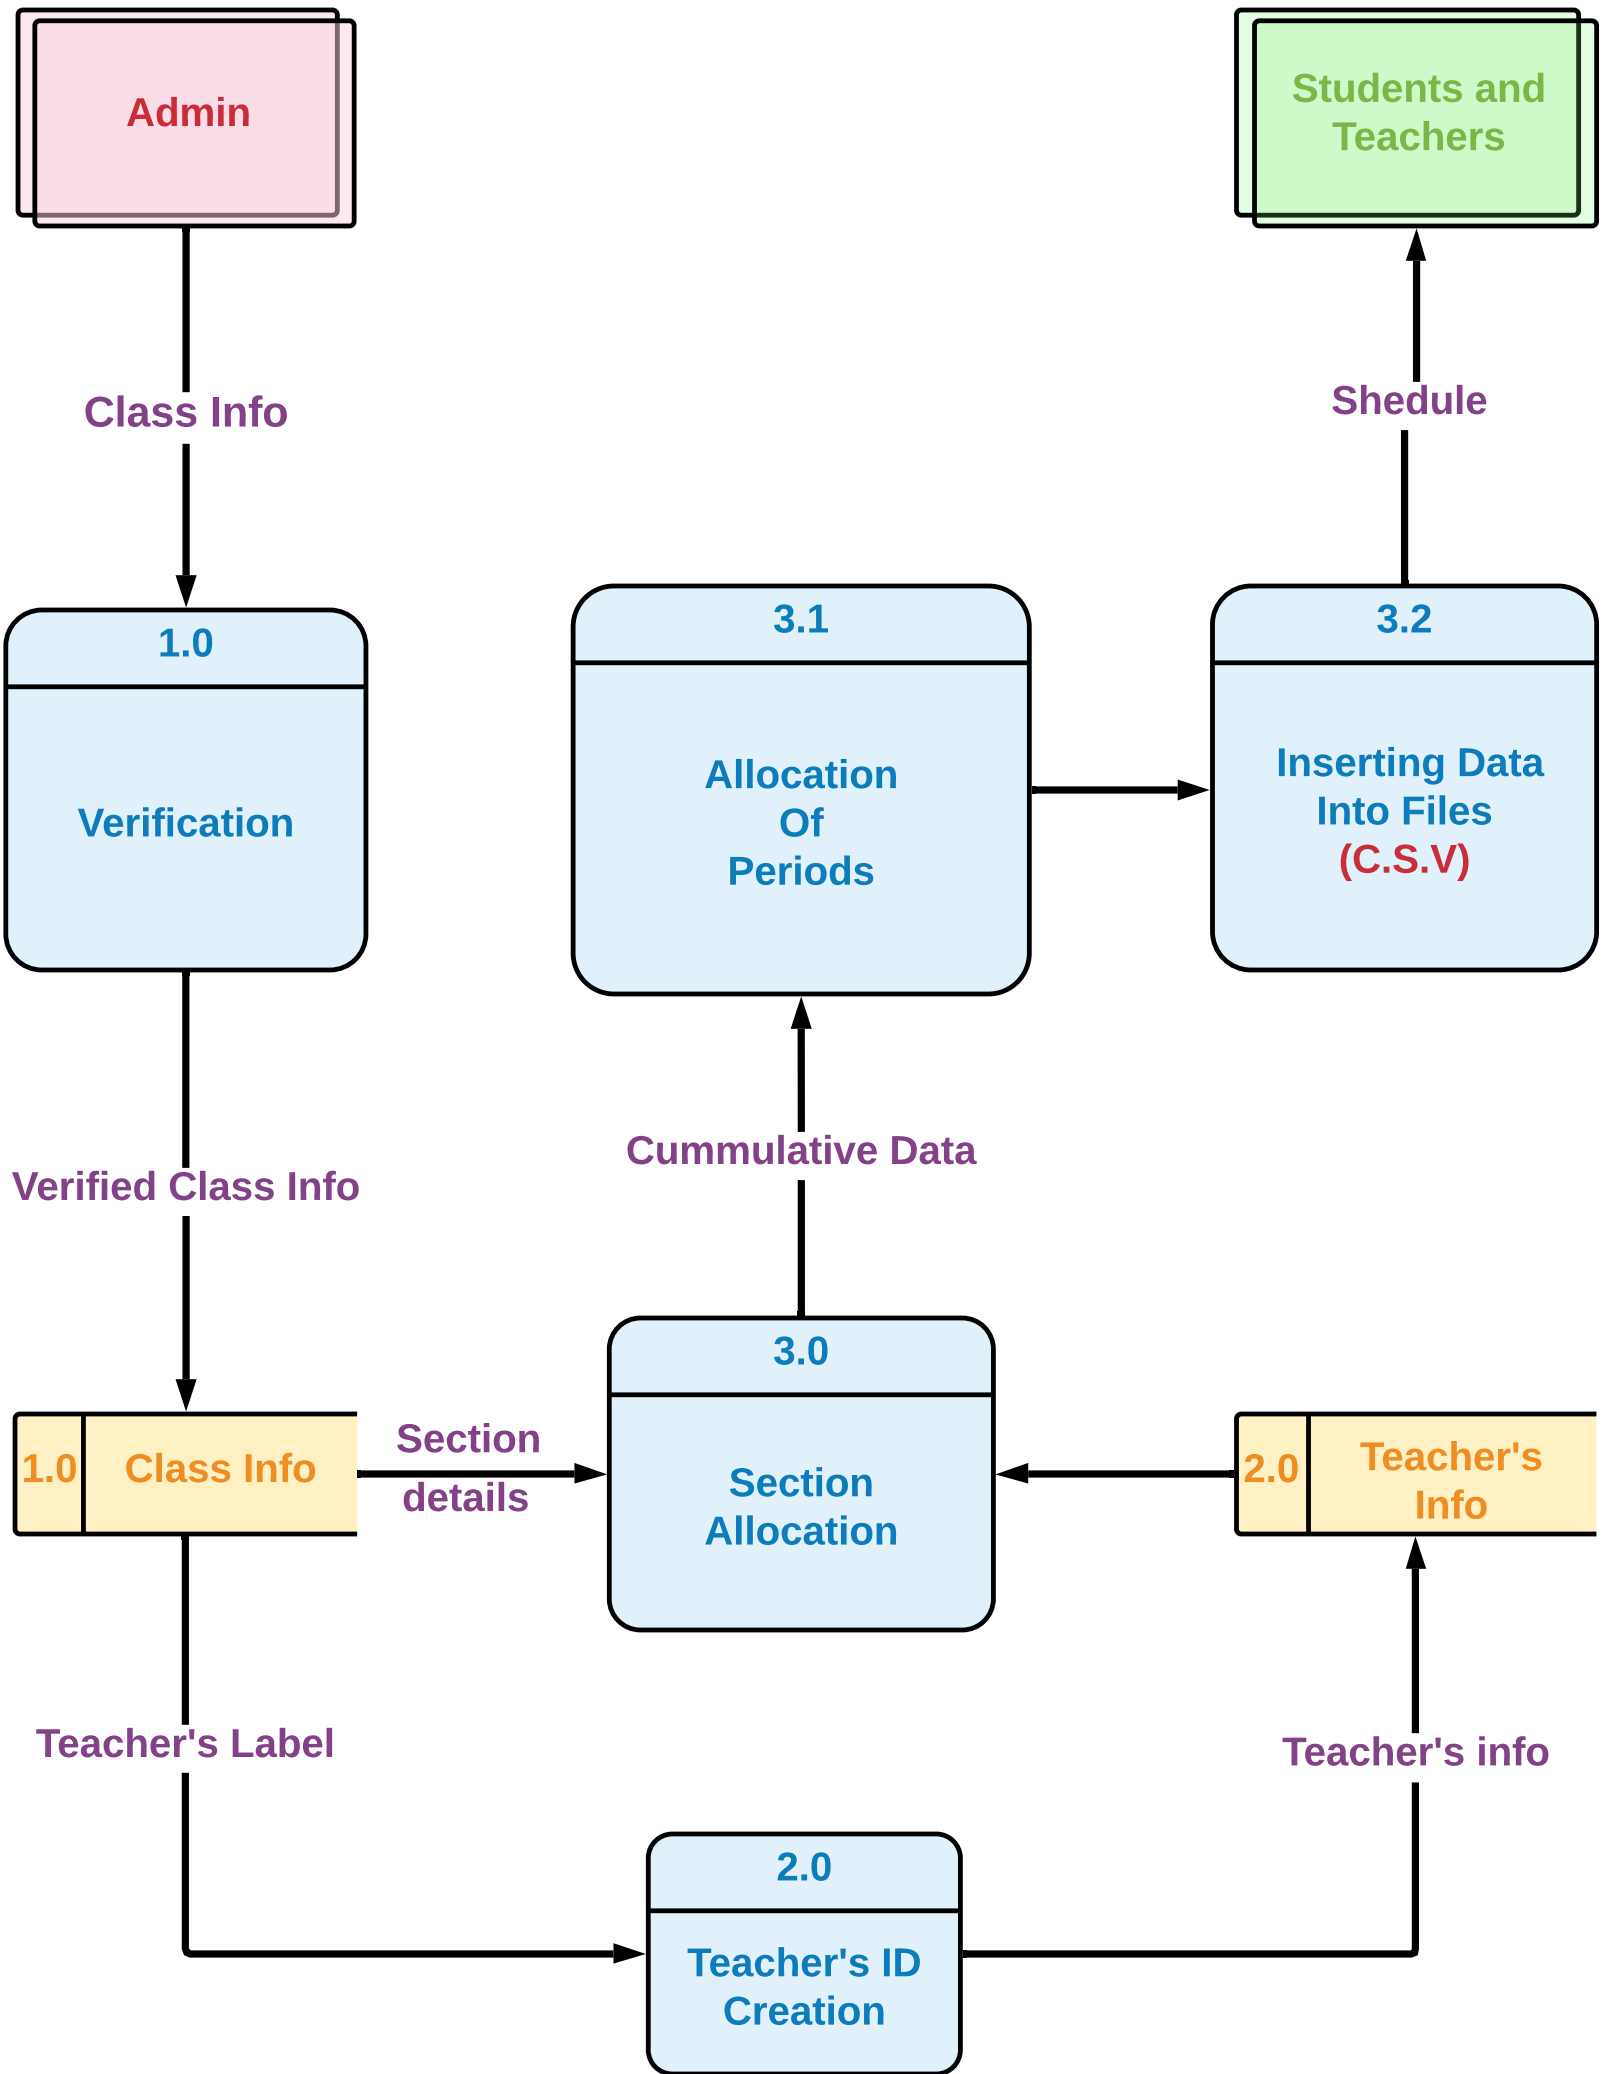 Admin
Students and
Teachers
Class Info
Shedule
1.0
Verification
3.1
Allocation
Of
Periods
3.2
Inserting Data
Into Files
(C.S.V)
Verified Class Info
Cummulative Data
1.0
Class Info
Section
details
3.0
Section
Allocation
2.0
Teacher's
Info
Teacher's Label
Teacher's info
2.0
Teacher's ID
Creation